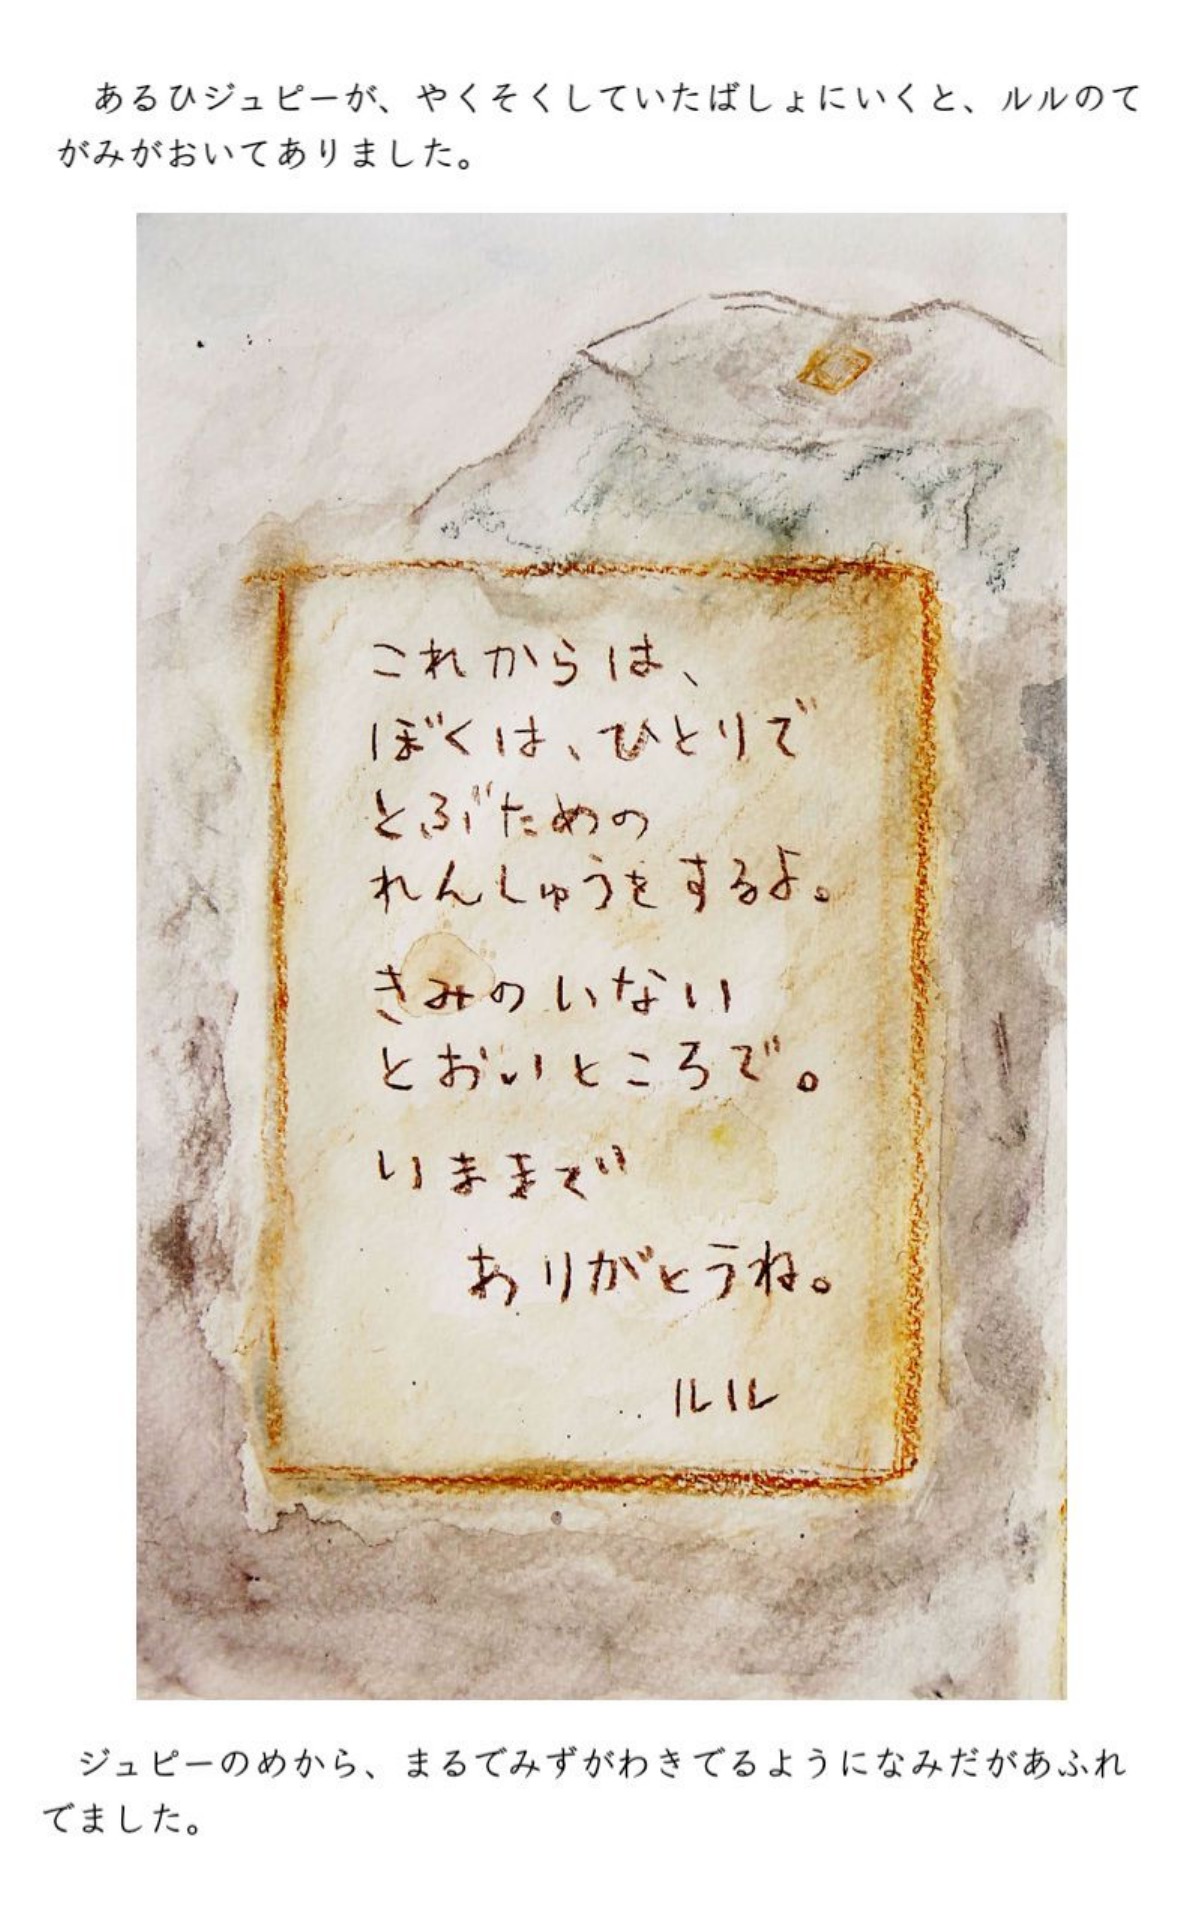 あるひジュピーが、やくそくしていたばしょにいくと、ルルのて
がみがおいてありました。
これからは、
ぼくは、ひとりで
とぶための
れんしゅうをするよ。
きみのいない
とおいところで。
いままで
ありがとうね。
ルル
ジュピーのめから、まるでみずがわきでるようになみだがあふれ
でました。